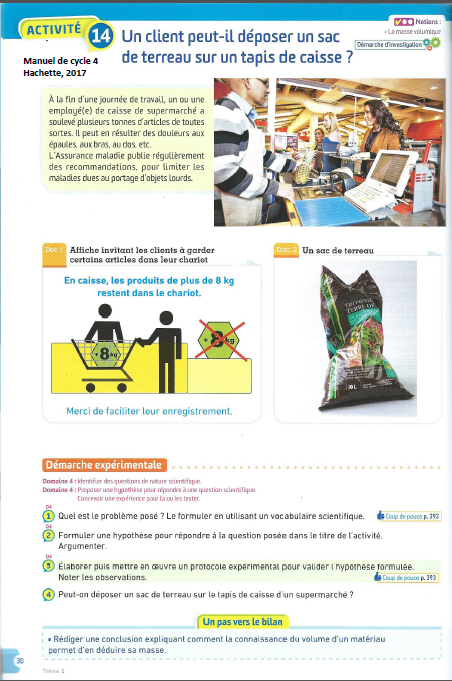 ACTIVITÉ 14
Un client peut-il déposer un sac
de terreau sur un tapis de caisse ?
Notions :
• La masse volumique
Démarche d'investigation
Manuel de cycle 4
Hachette, 2017
À la fin d'une journée de travail, un ou une
employé(e) de caisse de supermarché a
soulevé plusieurs tonnes d'articles de toutes
sortes. Il peut en résulter des douleurs aux
épaules, aux bras, au dos, etc.
L'Assurance maladie publie régulièrement
des recommandations, pour limiter les
maladies dues au portage d'objets lourds.
Doc. 1 Affiche invitant les clients à garder
certains articles dans leur chariot
En caisse, les produits de plus de 8 kg
restent dans le chariot.
+ 8 kg
+ 8 kg
Merci de faciliter leur enregistrement.
Doc. 2 Un sac de terreau
10 L
Démarche expérimentale
Domaine 4 : Identifier des questions de nature scientifique.
Domaine 4 : Proposer une hypothèse pour répondre à une question scientifique.
Concevoir une expérience pour la ou les tester.
D4
1 Quel est le problème posé ? Le formuler en utilisant un vocabulaire scientifique.
Coup de pouce p. 393
D4
2 Formuler une hypothèse pour répondre à la question posée dans le titre de l'activité.
Argumenter.
D4
3 Élaborer puis mettre en œuvre un protocole expérimental pour valider l'hypothèse formulée.
Noter les observations.
Coup de pouce p. 393
4 Peut-on déposer un sac de terreau sur le tapis de caisse d'un supermarché ?
Un pas vers le bilan
• Rédiger une conclusion expliquant comment la connaissance du volume d'un matériau
permet d'en déduire sa masse.
30
Thème 1